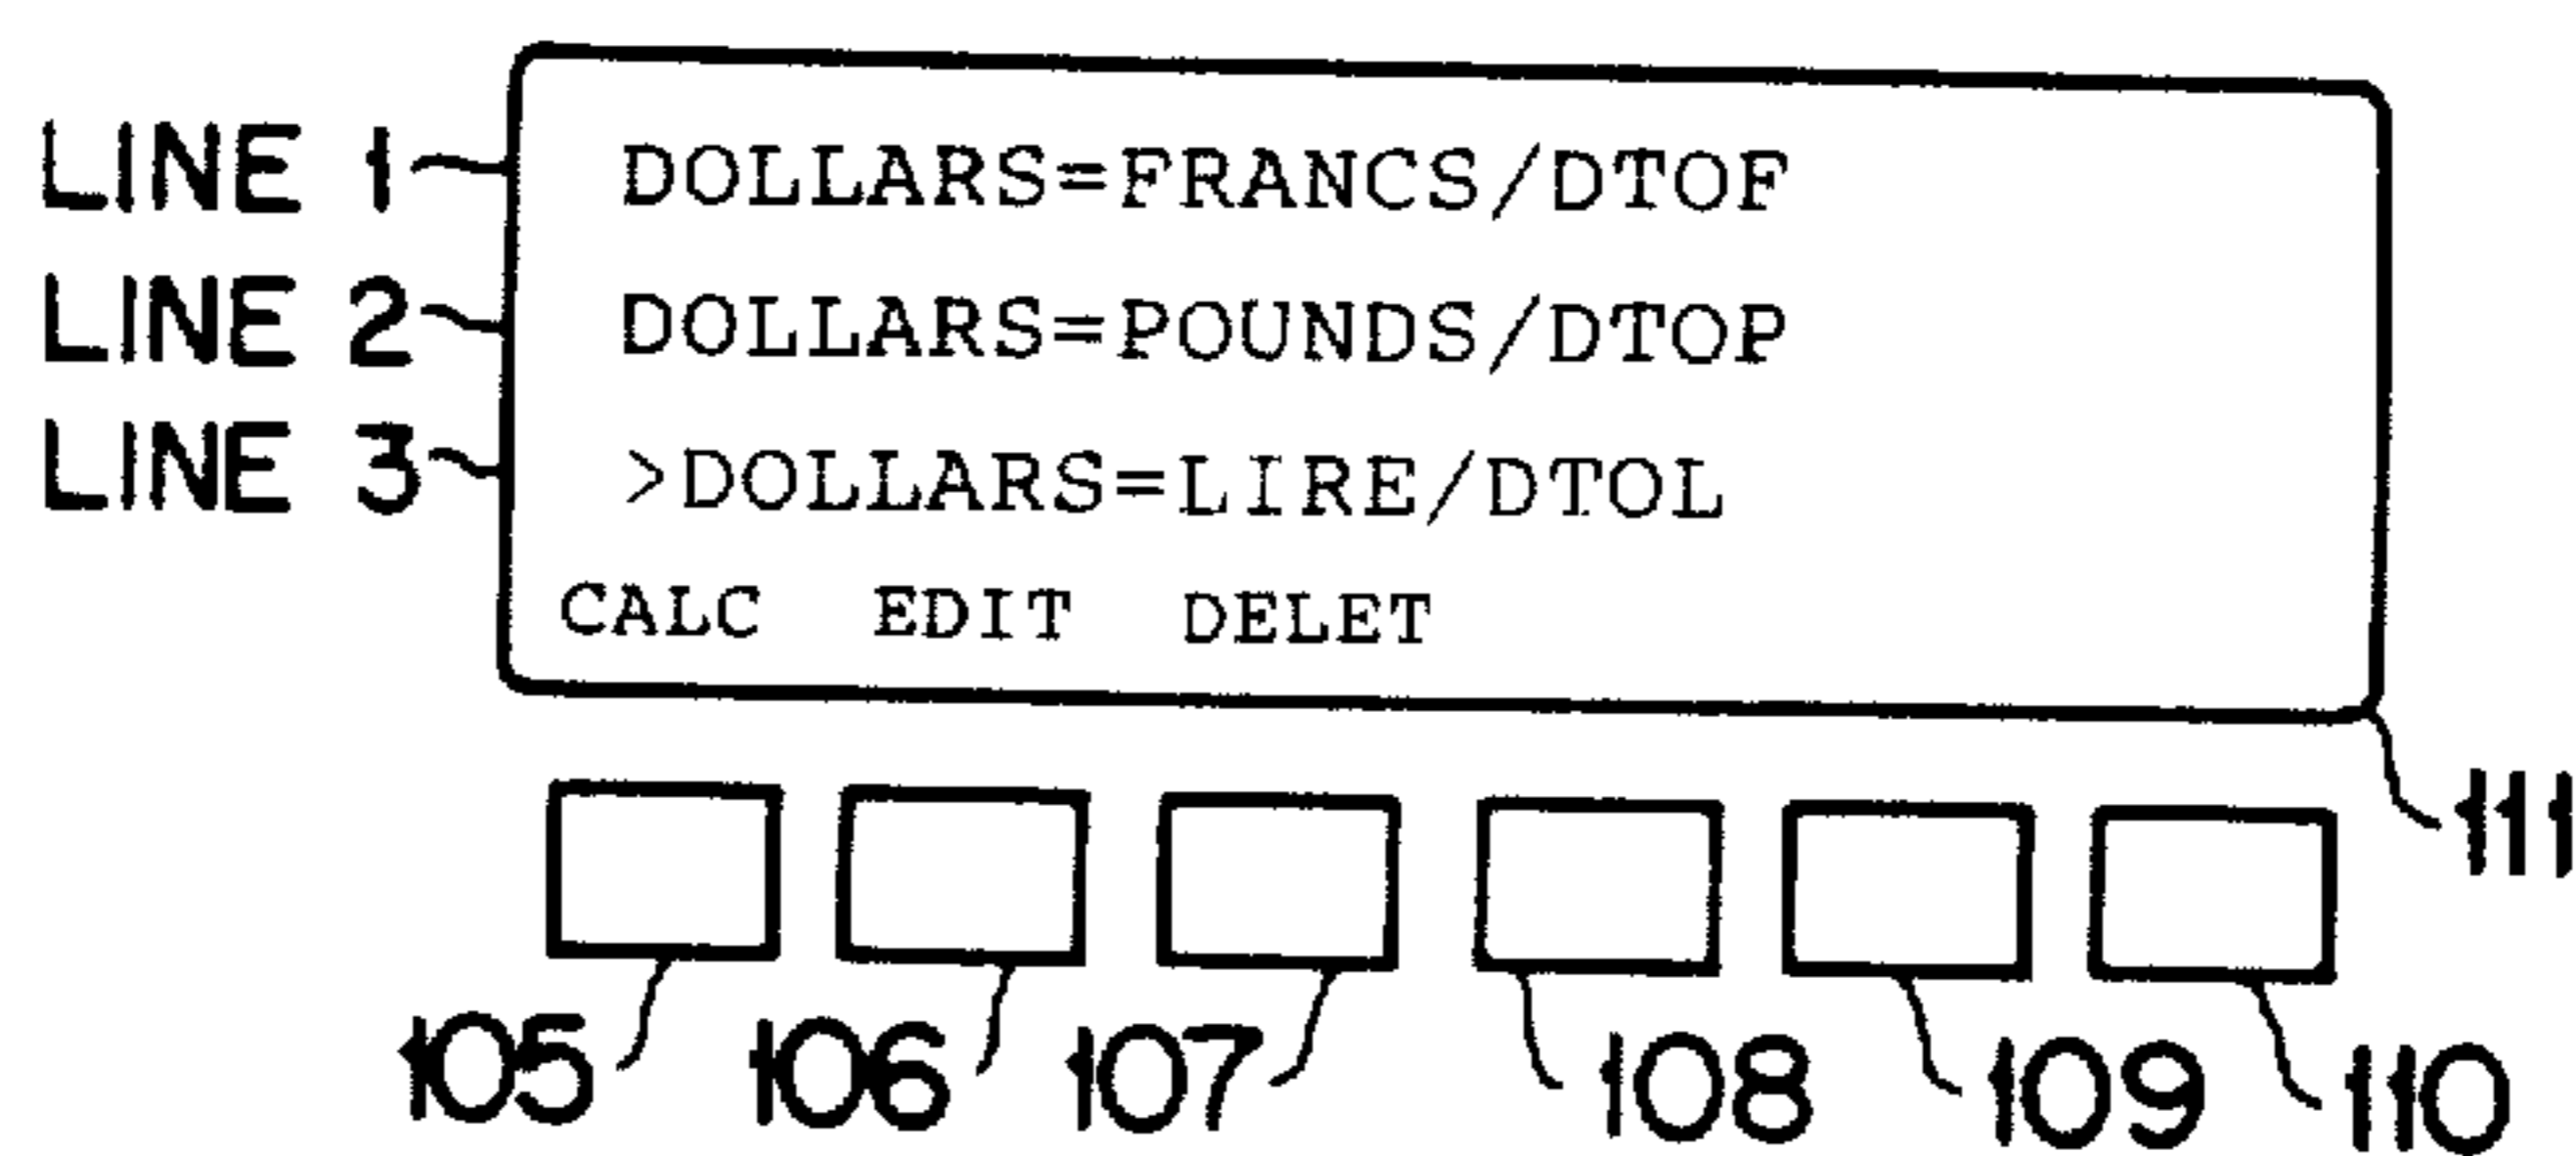 LINE 1 DOLLARS=FRANCS/DTOF
LINE 2 DOLLARS=POUNDS/DTOP
LINE 3 >DOLLARS=LIRE/DTOL
CALC EDIT DELET
111
105 106 107 108 109 110